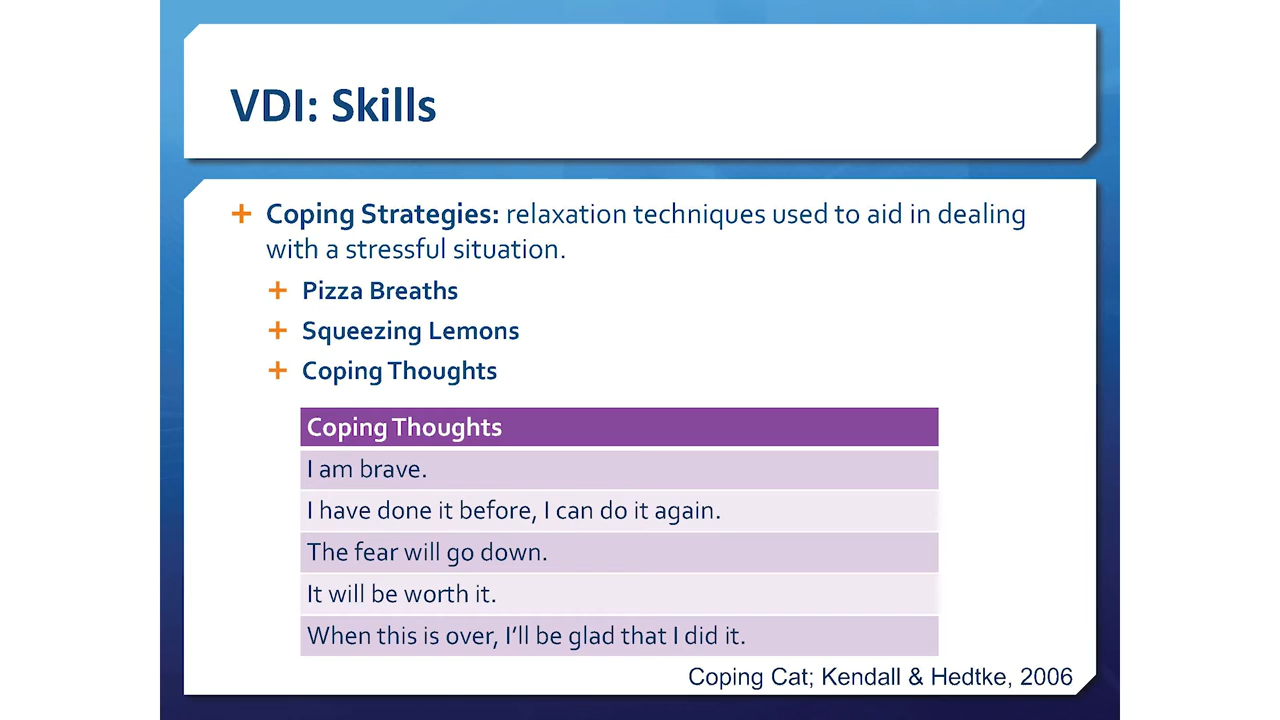 VDI: Skills
+ Coping Strategies: relaxation techniques used to aid in dealing
with a stressful situation.
+ Pizza Breaths
+ Squeezing Lemons
+ Coping Thoughts
Coping Thoughts
I am brave.
I have done it before, I can do it again.
The fear will go down.
It will be worth it.
When this is over, I’ll be glad that I did it.
Coping Cat; Kendall & Hedtke, 2006